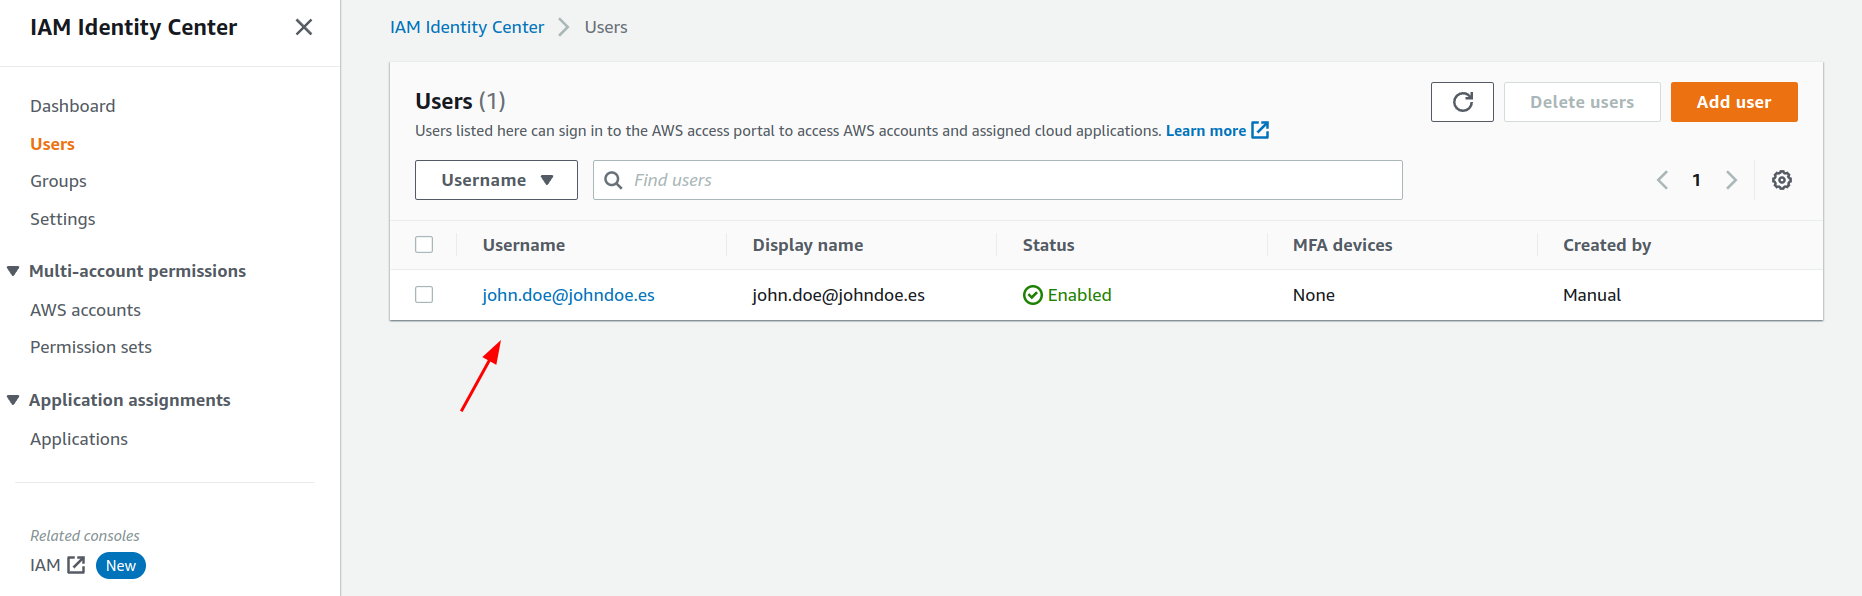 IAM Identity Center
Dashboard
Users
Groups
Settings
Multi-account permissions
AWS accounts
Permission sets
Application assignments
Applications
Related consoles
IAM New
IAM Identity Center Users
Users (1)
Delete users Add user
Users listed here can sign in to the AWS access portal to access AWS accounts and assigned cloud applications. Learn more
Username Find users 1
Username Display name Status MFA devices Created by
john.doe@johndoe.es john.doe@johndoe.es Enabled None Manual